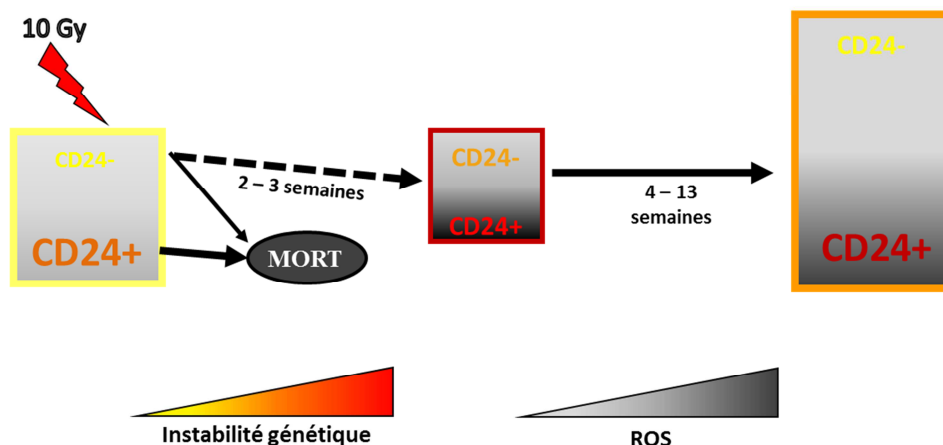 10 Gy
CD24-
CD24+
2 – 3 semaines
MORT
CD24-
CD24+
4 – 13
semaines
CD24-
CD24+
Instabilité génétique
ROS